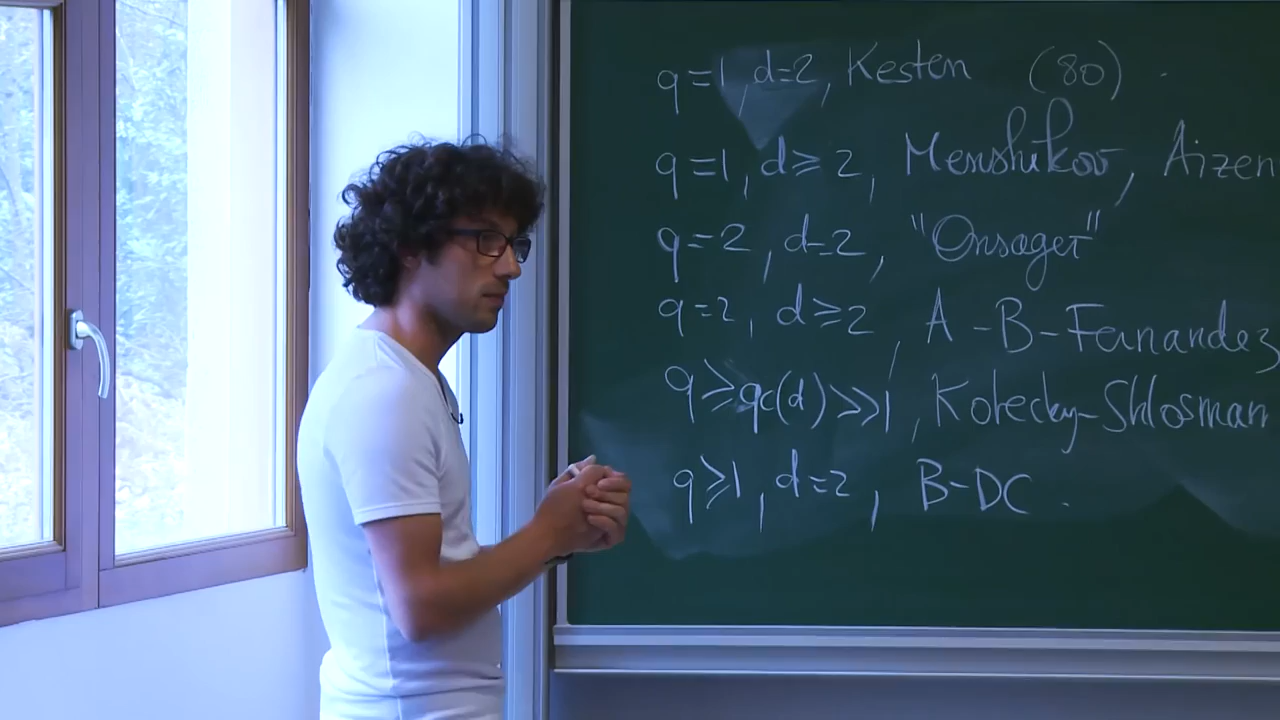 q=1, d=2, Kesten (80).
q=1, d≥2, Menshikov, Aizen
q=2, d=2, "Onsager"
q=2, d≥2, A-B-Fernandez
q≥qc(d)>>1, Kotecky-Shlosman
q≥1, d=2, B-DC.